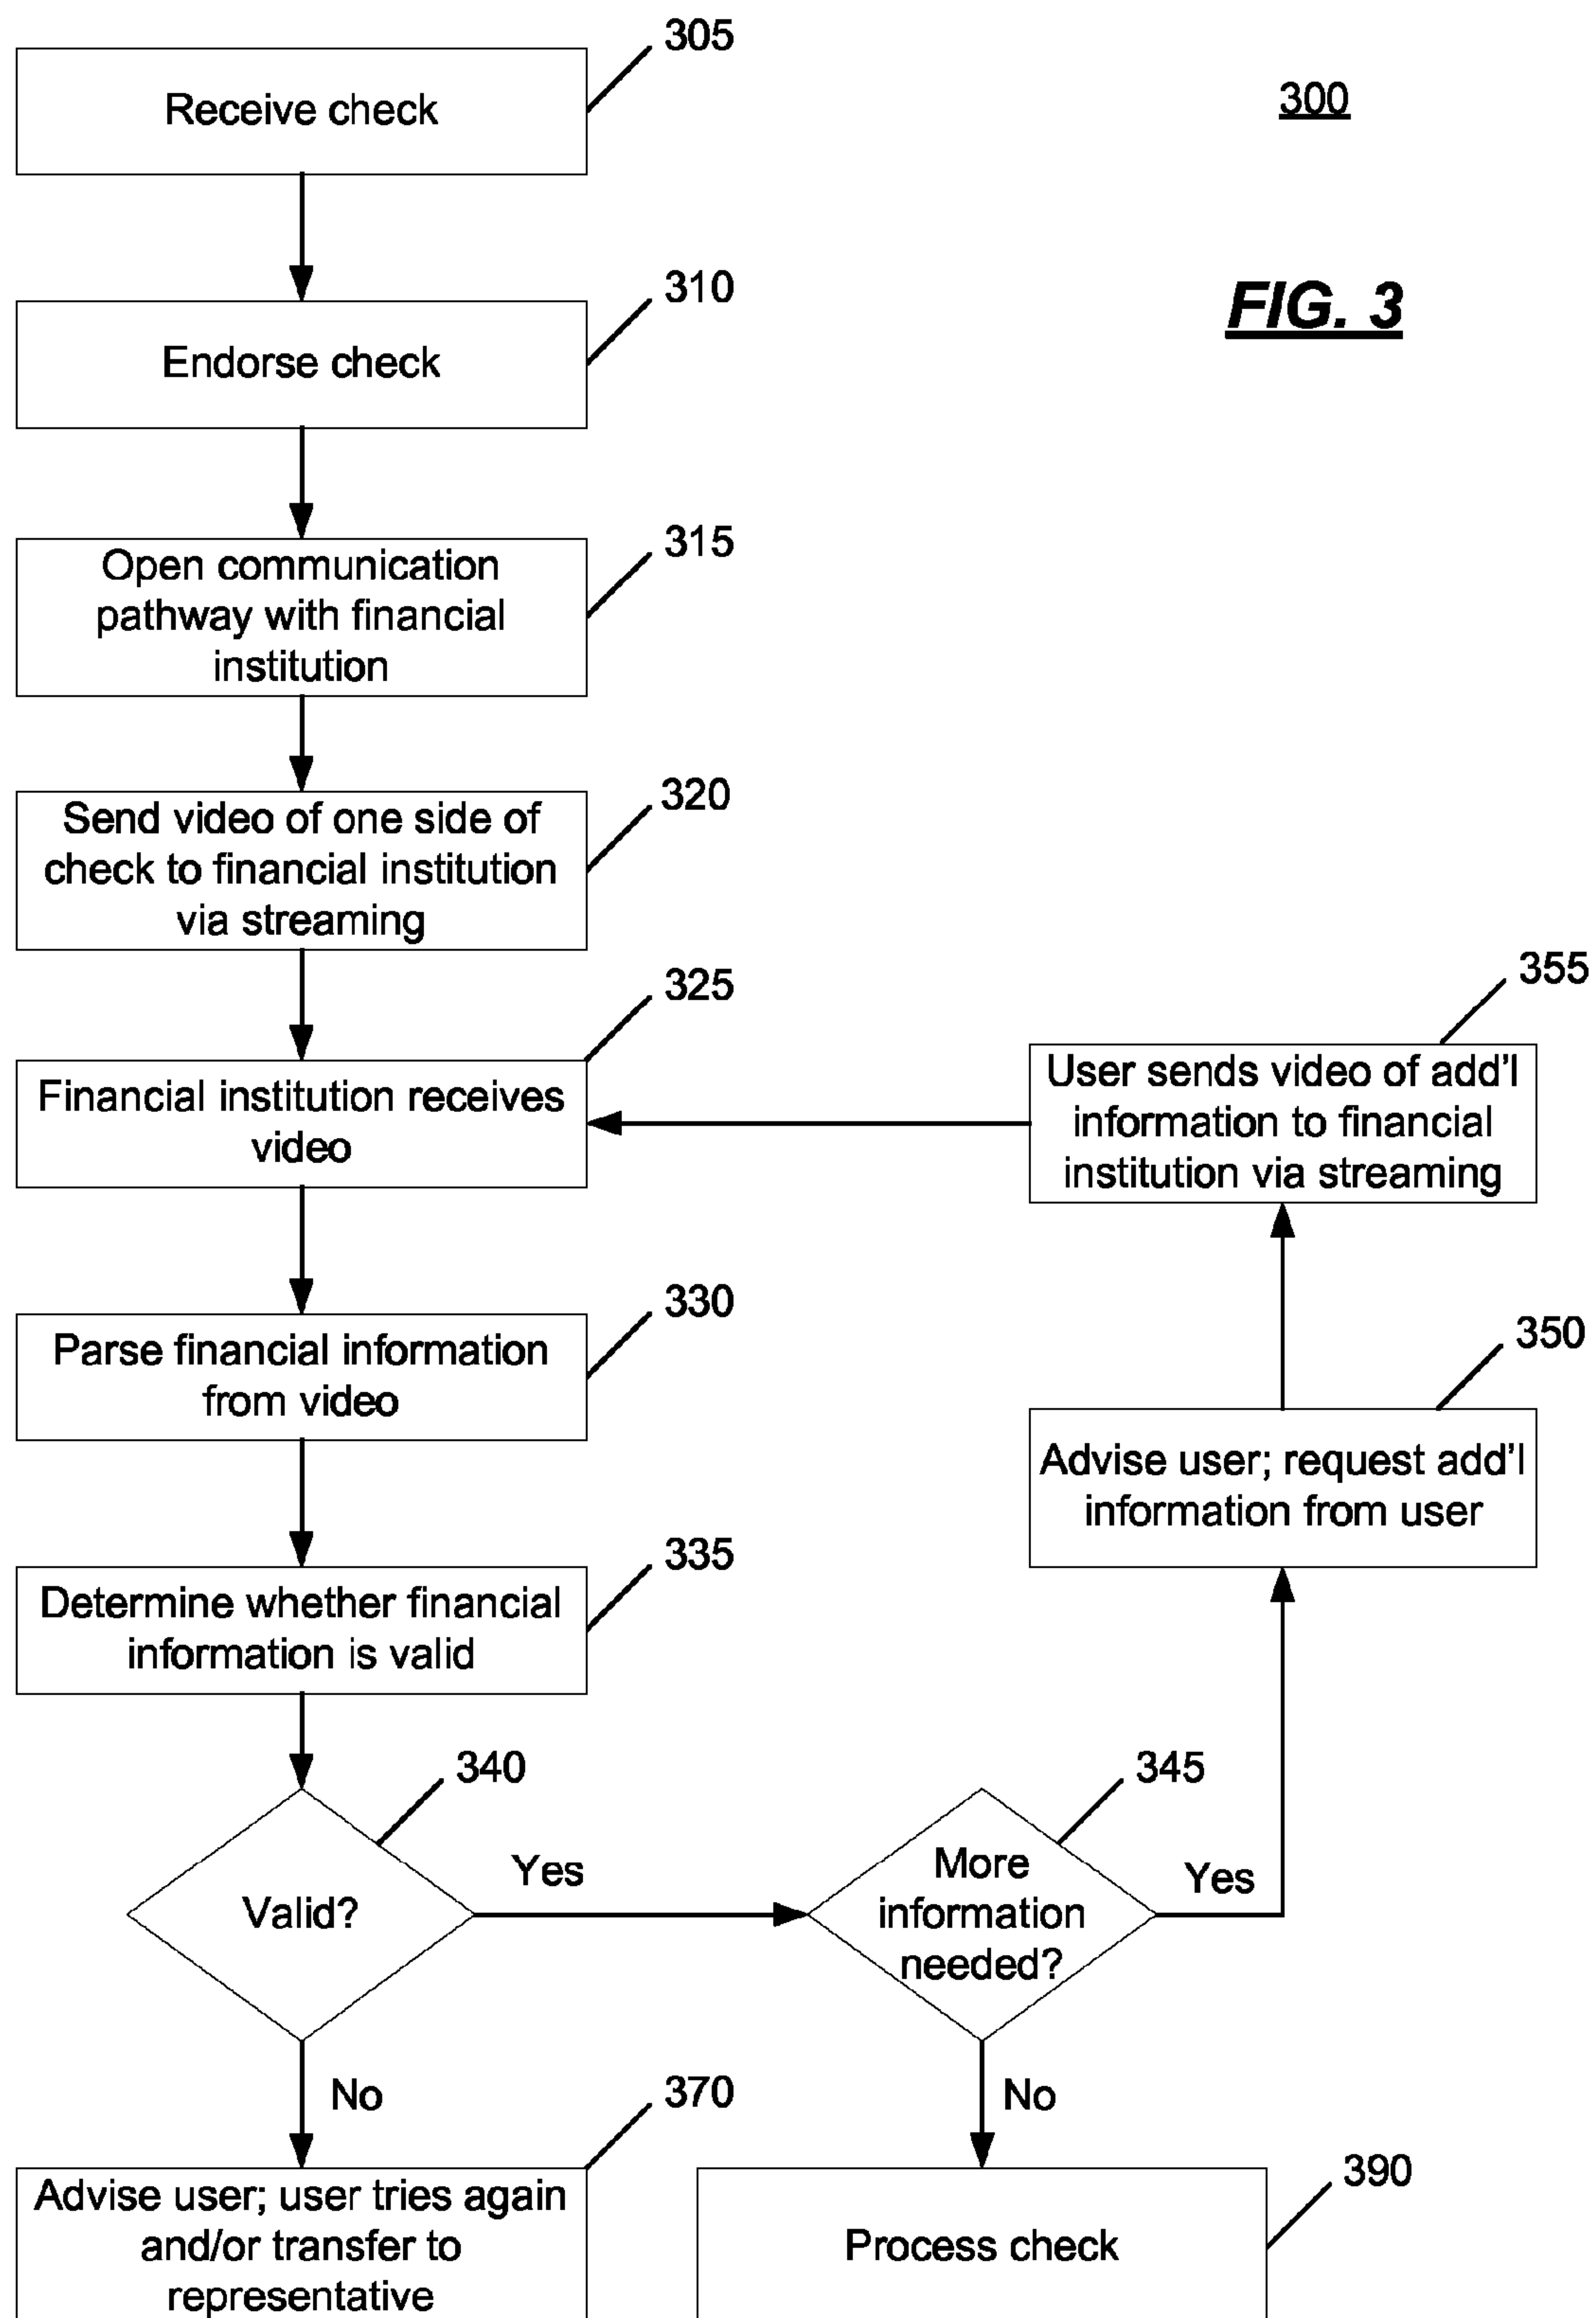 305
Receive check
300
310
Endorse check
FIG. 3
315
Open communication
pathway with financial
institution
320
Send video of one side of
check to financial institution
via streaming
325
Financial institution receives
video
355
User sends video of add'l
information to financial
institution via streaming
330
Parse financial information
from video
350
Advise user; request add'l
information from user
335
Determine whether financial
information is valid
340
Valid?
Yes
345
More
information
needed?
Yes
No
370
Advise user; user tries again
and/or transfer to
representative
No
390
Process check